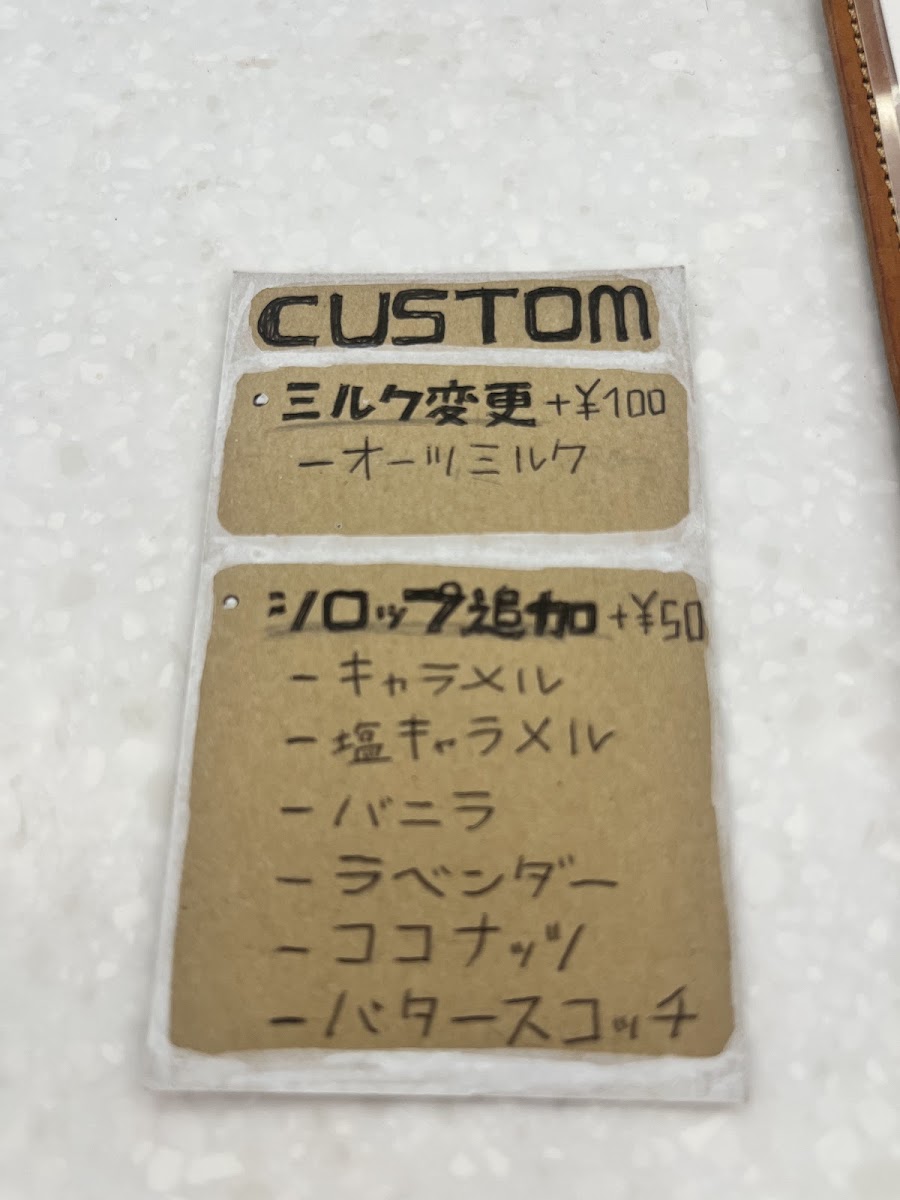 CUSTOM
ミルク変更 +¥100
ーオーツミルク
シロップ追加 +¥50
ーキャラメル
ー塩キャラメル
ーバニラ
ーラベンダー
ーココナッツ
ーバタースコッチ